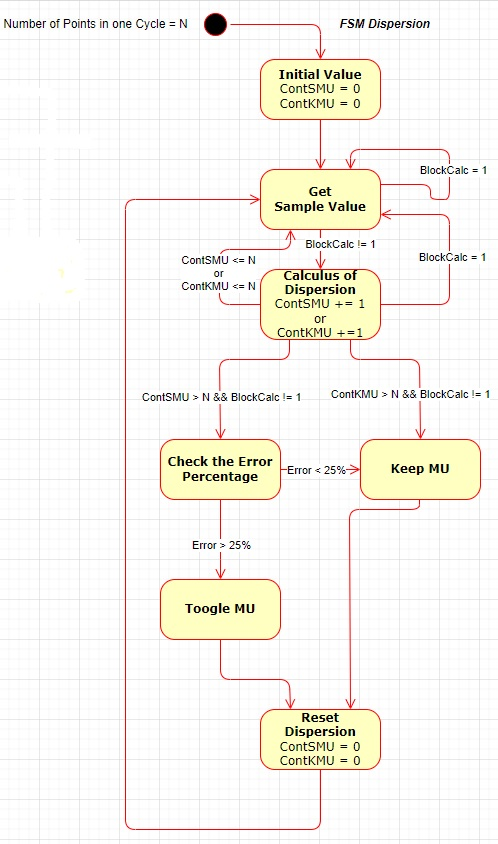 Number of Points in one Cycle = N
FSM Dispersion
Initial Value
ContSMU = 0
ContKMU = 0
BlockCalc = 1
Get
Sample Value
BlockCalc != 1
BlockCalc = 1
ContSMU <= N
or
ContKMU <= N
Calculus of
Dispersion
ContSMU += 1
or
ContKMU +=1
ContSMU > N && BlockCalc != 1
ContKMU > N && BlockCalc != 1
Check the Error
Percentage
Error < 25%
Keep MU
Error > 25%
Toogle MU
Reset
Dispersion
ContSMU = 0
ContKMU = 0